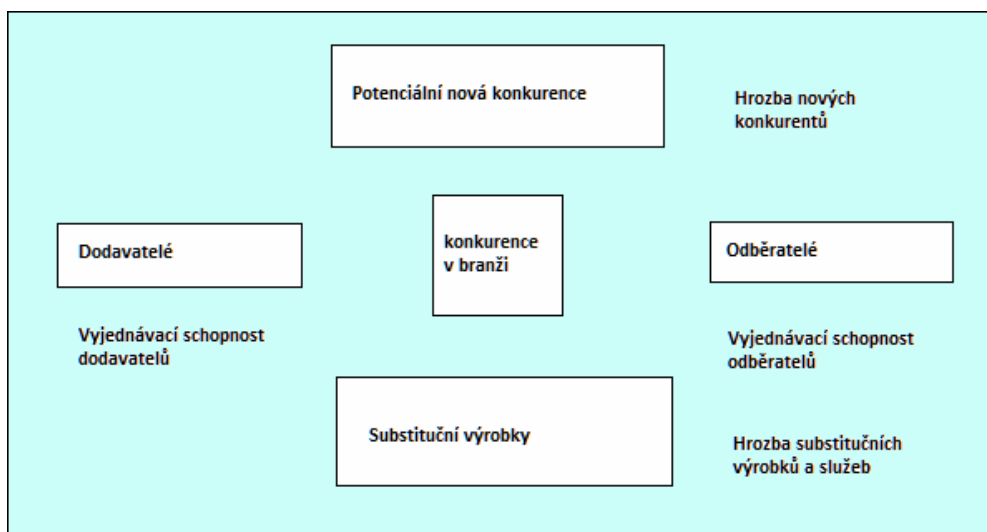 Potenciální nová konkurence
Hrozba nových
konkurentů
Dodavatelé
konkurence
v branži
Odběratelé
Vyjednávací schopnost
dodavatelů
Vyjednávací schopnost
odběratelů
Substituční výrobky
Hrozba substitučních
výrobků a služeb